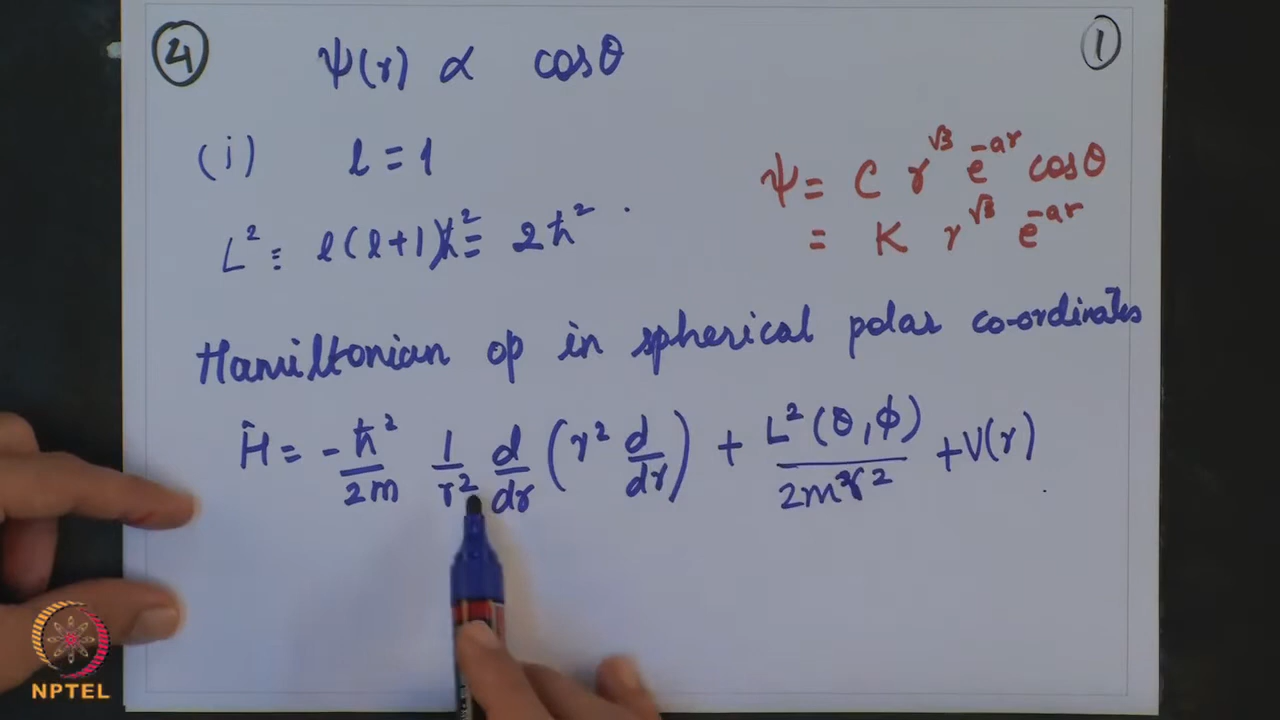 ④ ψ(r) ∝ cosθ ①
(i) l = 1
ψ = C r^√3 e^-ar cosθ
= K r^√3 e^-ar
L² = l(l+1)ħ² = 2ħ²
Hamiltonian op in spherical polar co-ordinates
Ĥ = -ħ²/2m 1/r² d/dr (r² d/dr) + L²(θ,ϕ)/2mr² + V(r)
NPTEL